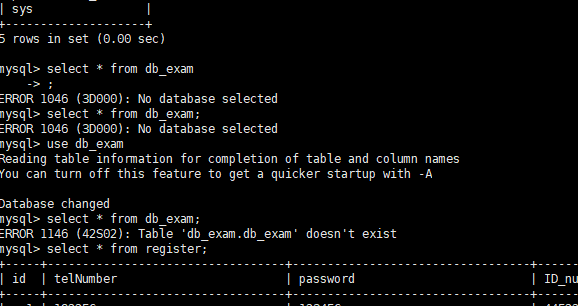 | sys                |
+--------------------+
5 rows in set (0.00 sec)
mysql> select * from db_exam
    -> ;
ERROR 1046 (3D000): No database selected
mysql> select * from db_exam;
ERROR 1046 (3D000): No database selected
mysql> use db_exam
Reading table information for completion of table and column names
You can turn off this feature to get a quicker startup with -A
Database changed
mysql> select * from db_exam;
ERROR 1146 (42S02): Table 'db_exam.db_exam' doesn't exist
mysql> select * from register;
+----+----------------------------------+----------------------------------+------
| id | telNumber                        | password                         | ID_nu